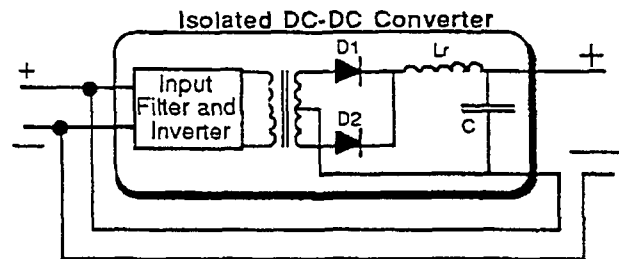 Isolated DC-DC Converter
D1
Lr
+
+
Input
Filter and
Inverter
D2
C
—
—